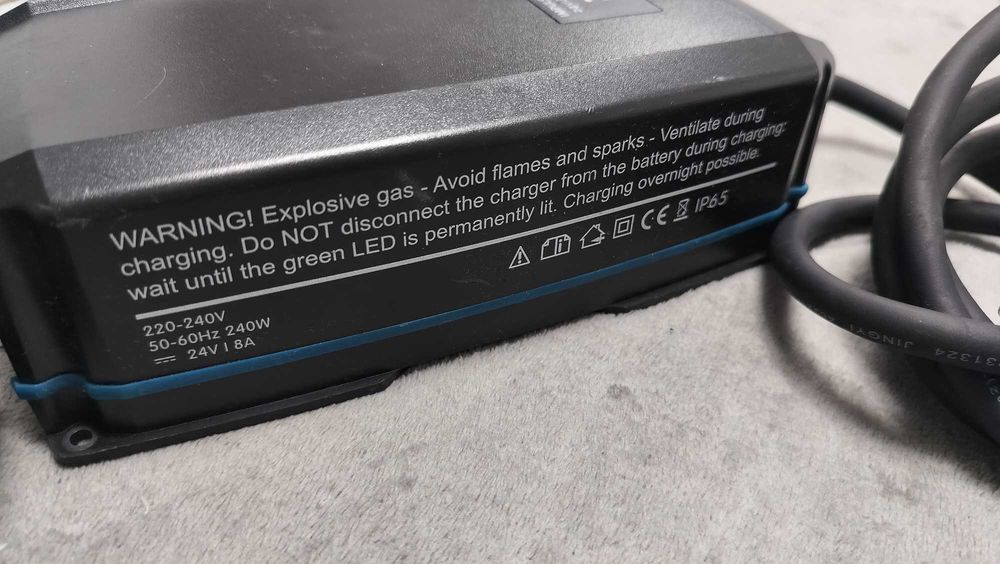 WARNING! Explosive gas - Avoid flames and sparks - Ventilate during
charging. Do NOT disconnect the charger from the battery during charging:
wait until the green LED is permanently lit. Charging overnight possible.
220-240V
50-60Hz 240W
24V | 8A
CE IP65
31324 JINGYI